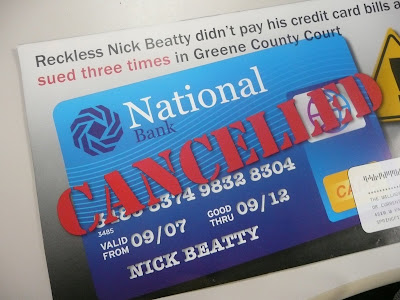 Reckless Nick Beatty didn't pay his credit card bills a
sued three times in Greene County Court
National
Bank
CANCELLED
5374 9832 8304
3485
VALID
FROM
09/07
GOOD
THRU
09/12
NICK BEATTY